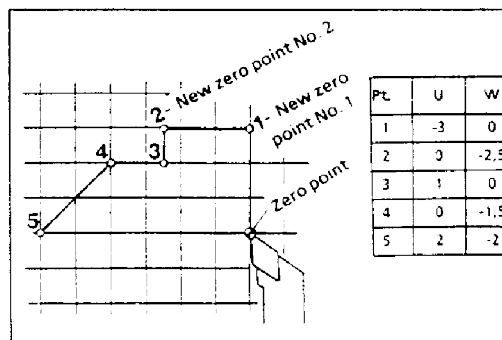 2- New zero point No. 2
1- New zero
point No. 1
4
3
Zero point
5
Pt. U W
1 -3 0
2 0 -2,5
3 1 0
4 0 -1,5
5 2 -2